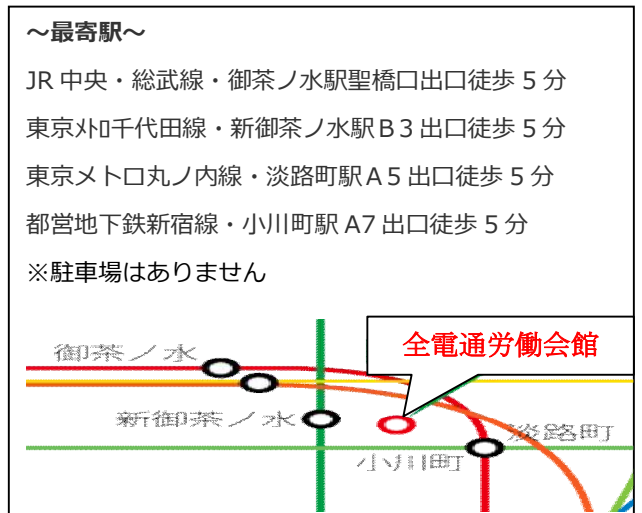 ～最寄駅～
JR 中央・総武線・御茶ノ水駅聖橋口出口徒歩 5 分
東京ﾒﾄﾛ千代田線・新御茶ノ水駅Ｂ３出口徒歩 5 分
東京メトロ丸ノ内線・淡路町駅Ａ５出口徒歩 5 分
都営地下鉄新宿線・小川町駅 A7 出口徒歩 5 分
※駐車場はありません
全電通労働会館
御茶ノ水
新御茶ノ水
淡路町
小川町